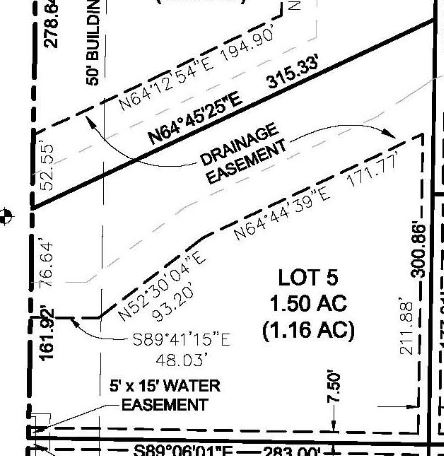 278.6
50' BUILDIN
N64°12'54"E 194.90'
N64°45'25"E 315.33'
52.55'
DRAINAGE
EASEMENT
N64°44'39"E 171.77'
76.64'
N52°30'04"E
93.20'
LOT 5
1.50 AC
(1.16 AC)
300.86'
211.88'
161.92'
S89°41'15"E
48.03'
5' x 15' WATER
EASEMENT
7.50'
S89°06'01"E 283.00'